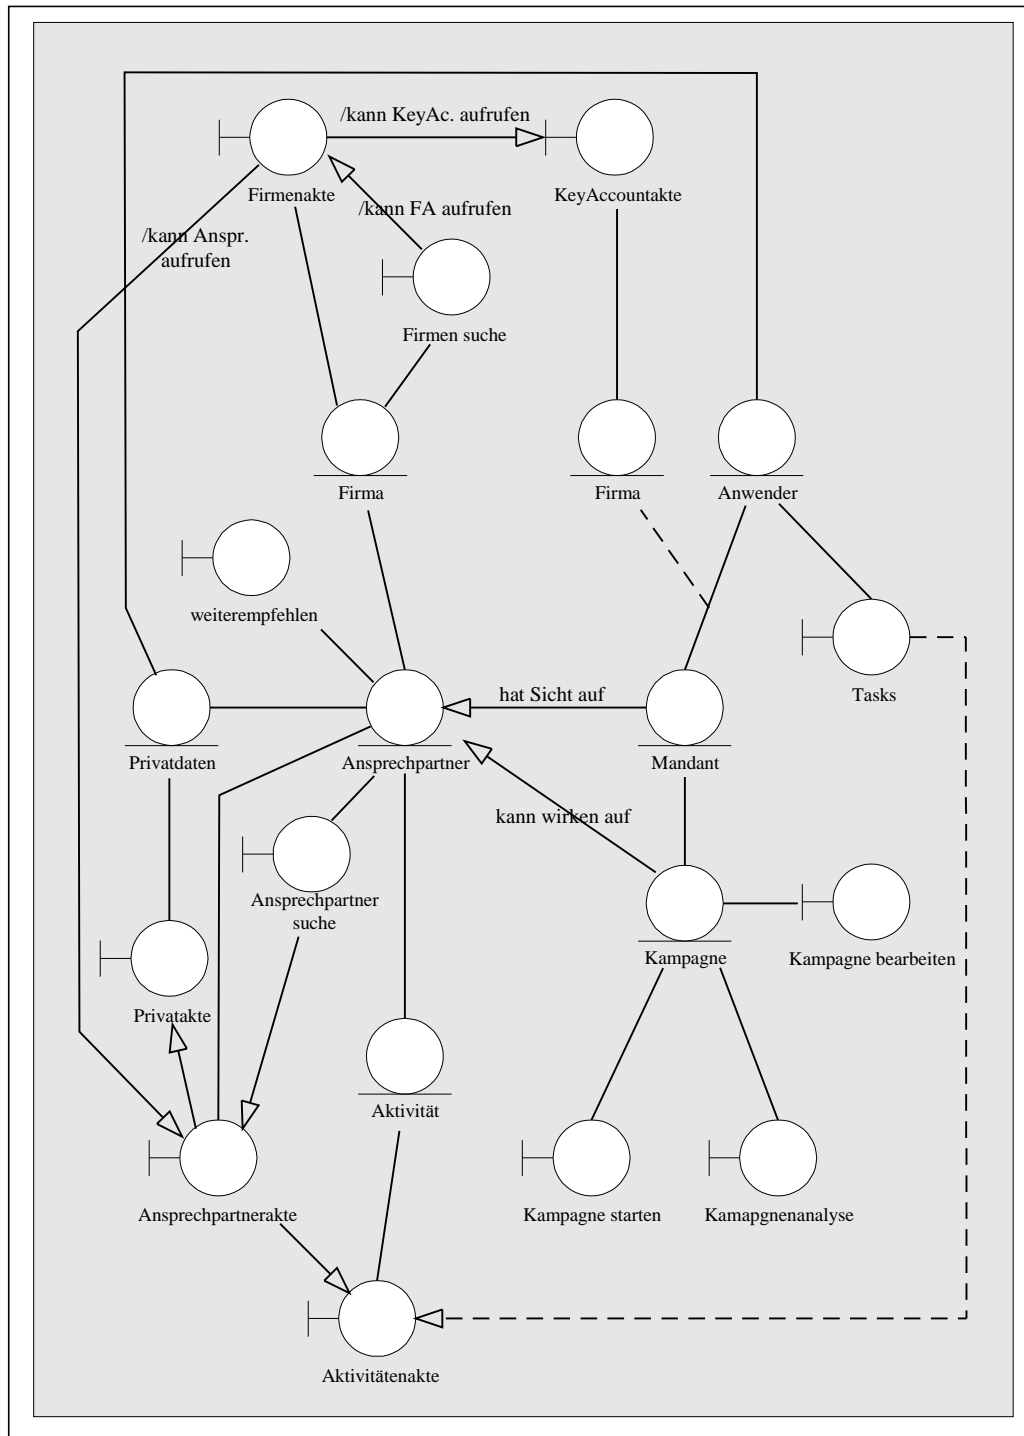 /kann KeyAc. aufrufen
Firmenakte
KeyAccountakte
/kann FA aufrufen
/kann Anspr.
aufrufen
Firmen suche
Firma
Firma
Anwender
weiterempfehlen
Tasks
hat Sicht auf
Privatdaten
Ansprechpartner
Mandant
kann wirken auf
Ansprechpartner
suche
Kampagne
Kampagne bearbeiten
Privatakte
Aktivität
Ansprechpartnerakte
Kampagne starten
Kamapgnenanalyse
Aktivitätenakte